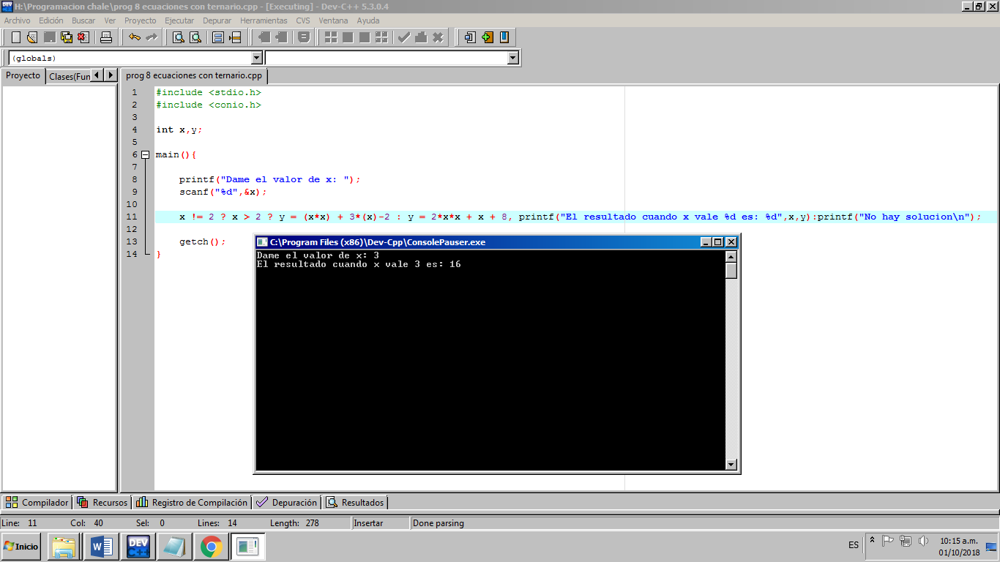 H:\Programacion chale\prog 8 ecuaciones con ternario.cpp - [Executing] - Dev-C++ 5.3.0.4
Archivo Edición Buscar Ver Proyecto Ejecutar Depurar Herramientas CVS Ventana Ayuda
(globals)
Proyecto Clases(Fun prog 8 ecuaciones con ternario.cpp
1 #include <stdio.h>
2 #include <conio.h>
3
4 int x,y;
5
6 main(){
7
8 printf("Dame el valor de x: ");
9 scanf("%d",&x);
10
11 x != 2 ? x > 2 ? y = (x*x) + 3*(x)-2 : y = 2*x*x + x + 8, printf("El resultado cuando x vale %d es: %d",x,y):printf("No hay solucion\n");
12
13 getch();
14 }
C:\Program Files (x86)\Dev-Cpp\ConsolePauser.exe
Dame el valor de x: 3
El resultado cuando x vale 3 es: 16
Compilador Recursos Registro de Compilación Depuración Resultados
Line: 11 Col: 40 Sel: 0 Lines: 14 Length: 278 Insertar Done parsing
Inicio DEV C++ ES 10:15 a.m.
01/10/2018